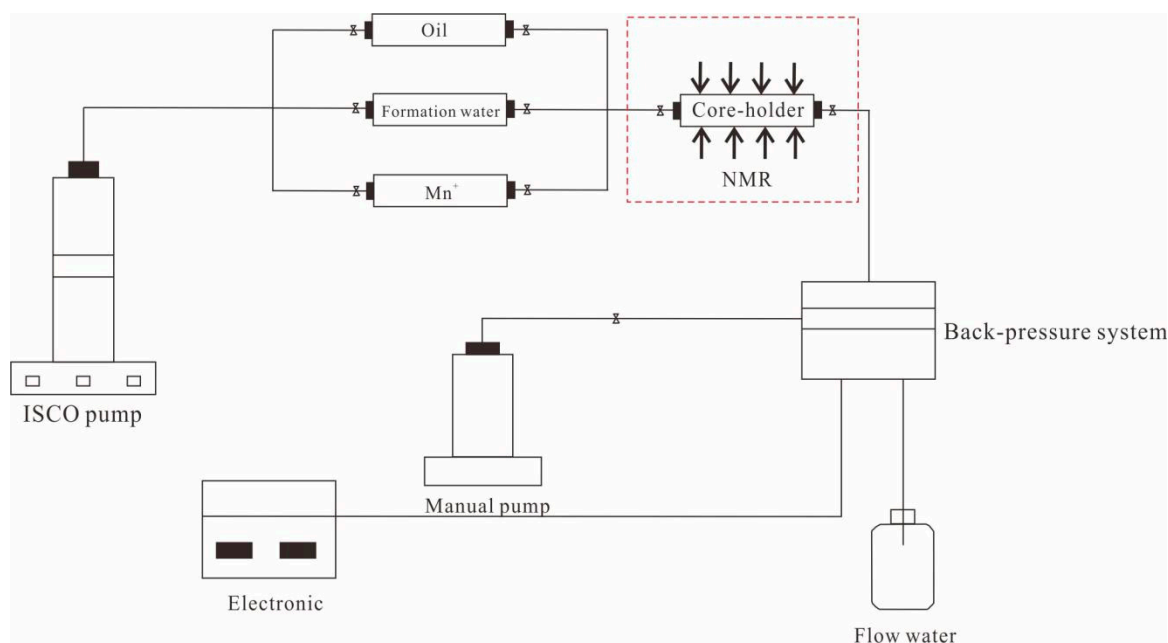 Oil
Formation water
Mn⁺
Core-holder
NMR
Back-pressure system
ISCO pump
Manual pump
Electronic
Flow water